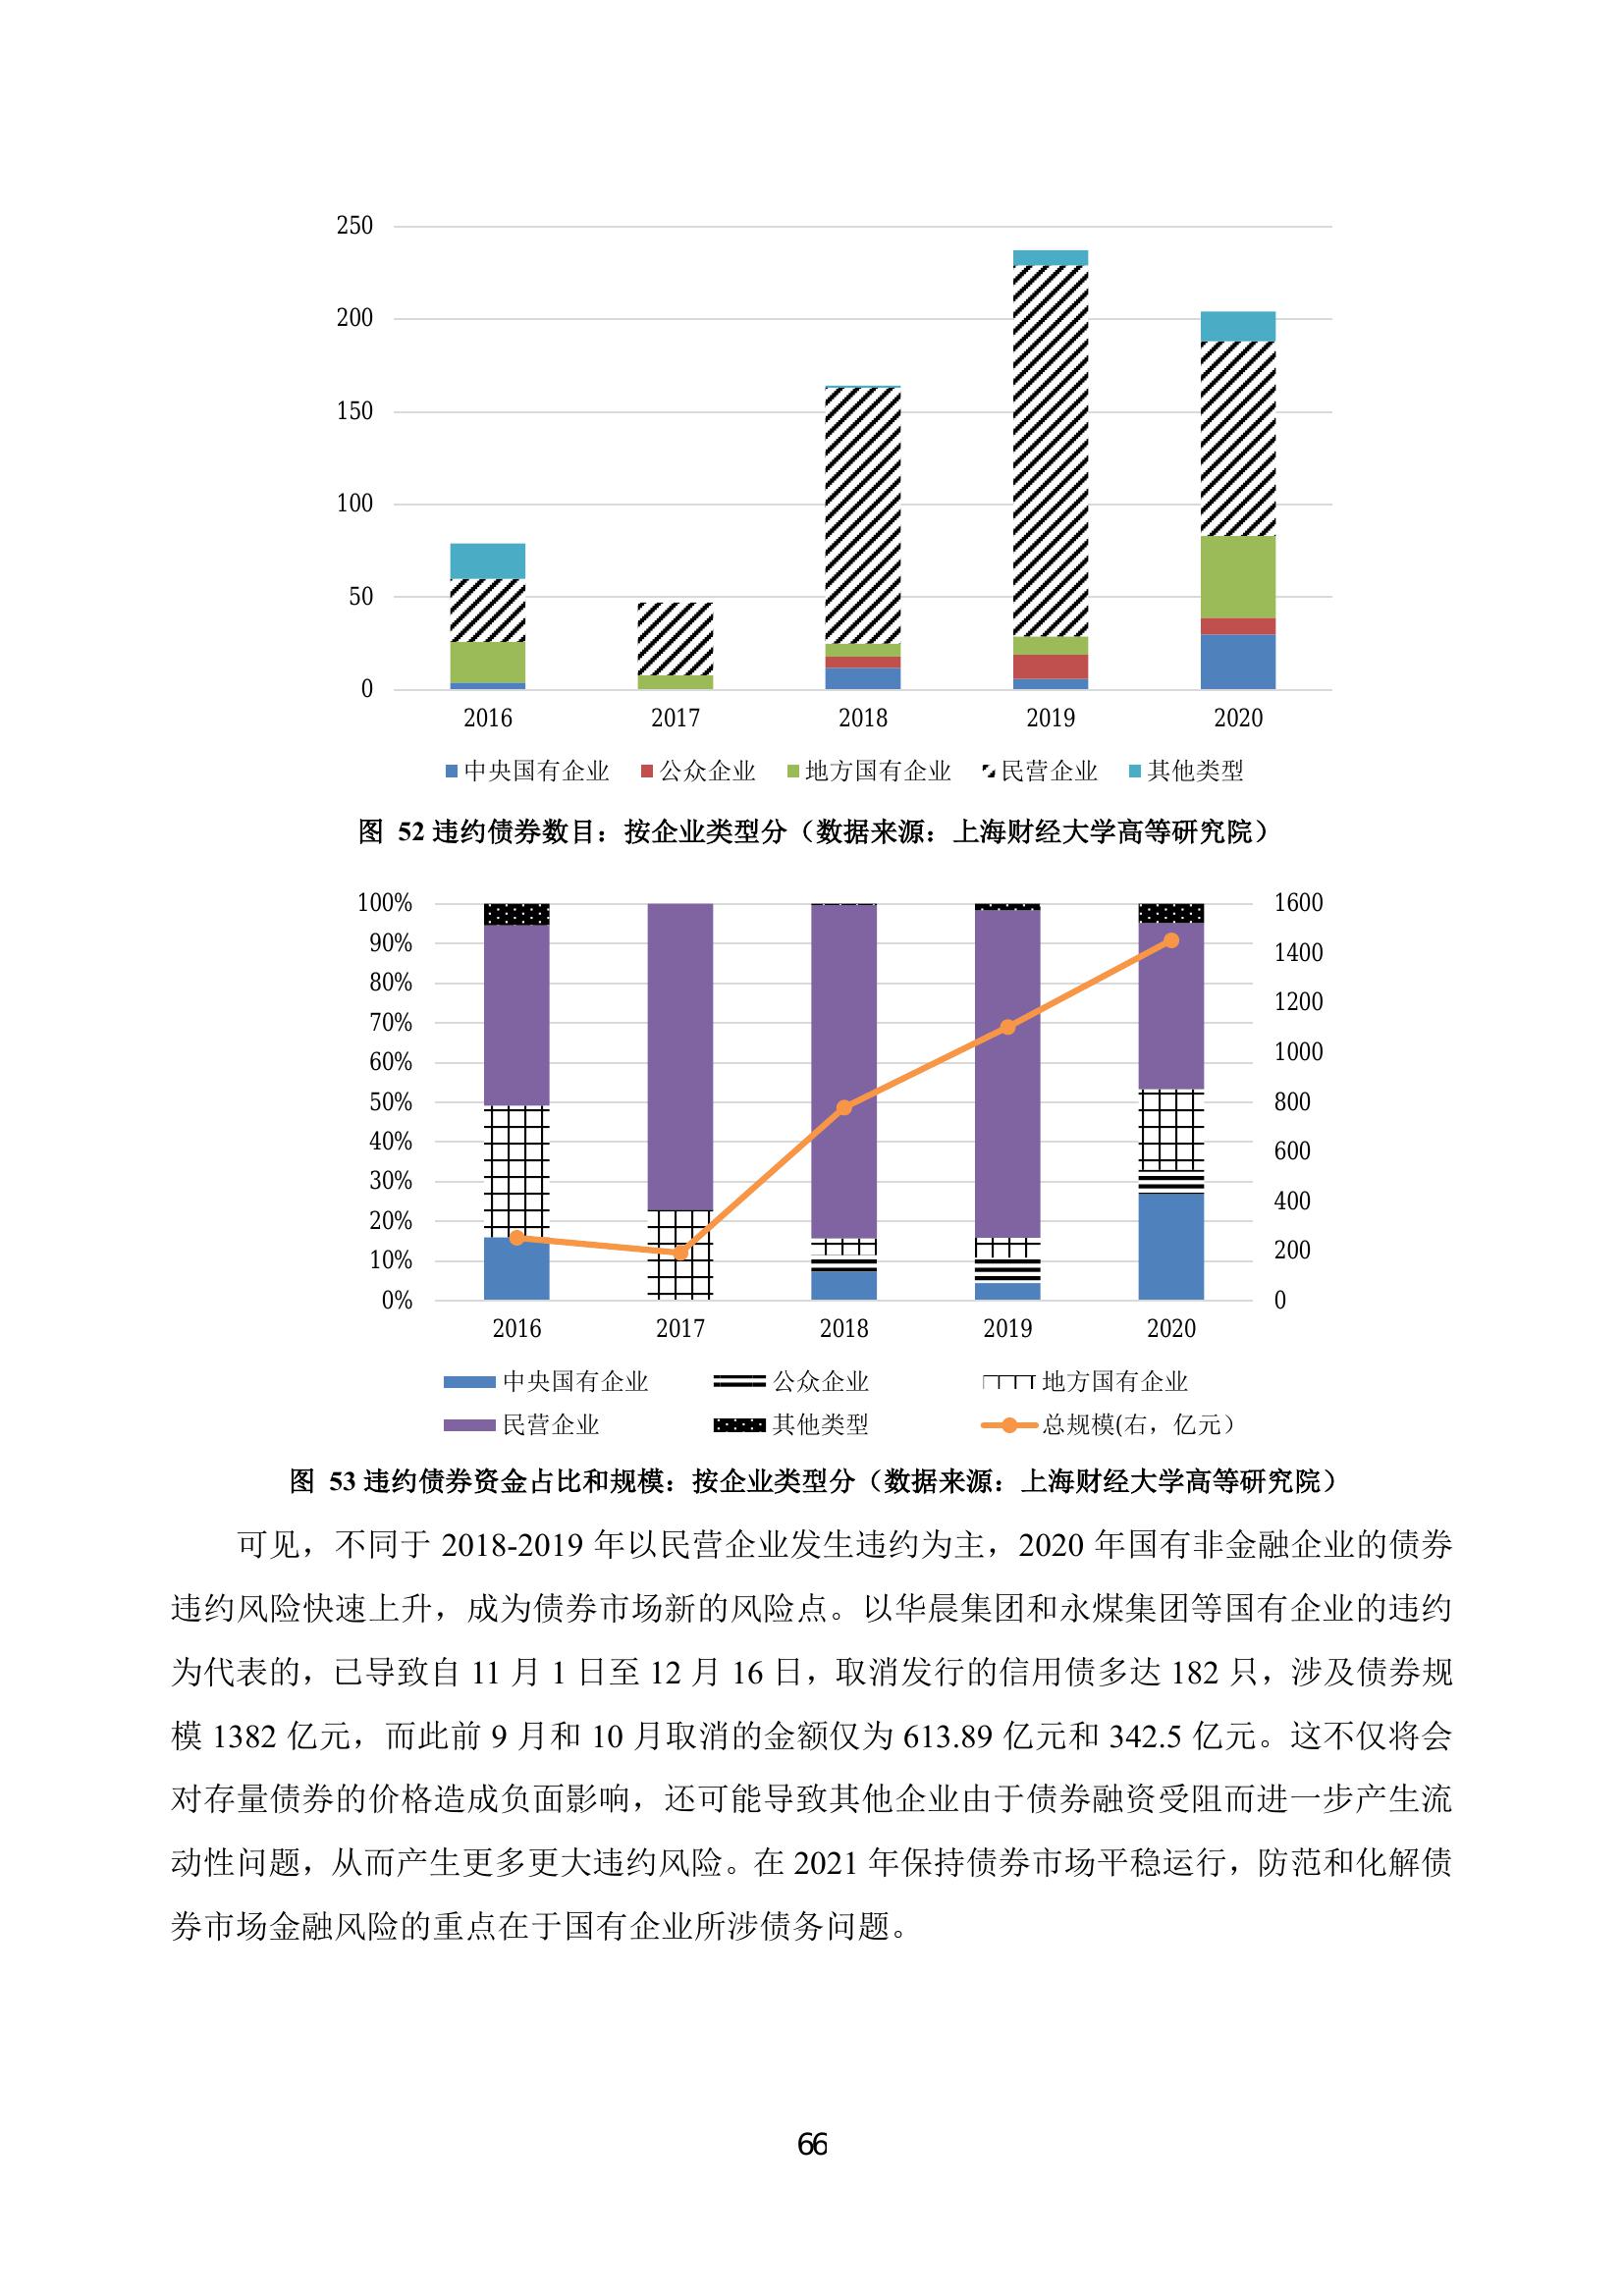 250
200
150
100
50
0
2016 2017 2018 2019 2020
中央国有企业 公众企业 地方国有企业 民营企业 其他类型
图 52 违约债券数目：按企业类型分（数据来源：上海财经大学高等研究院）
100% 1600
90% 1400
80% 1200
70% 1000
60% 800
50% 600
40% 400
30% 200
20% 0
10%
0%
2016 2017 2018 2019 2020
中央国有企业 公众企业 地方国有企业
民营企业 其他类型 总规模(右，亿元）
图 53 违约债券资金占比和规模：按企业类型分（数据来源：上海财经大学高等研究院）
可见，不同于 2018-2019 年以民营企业发生违约为主，2020 年国有非金融企业的债券
违约风险快速上升，成为债券市场新的风险点。以华晨集团和永煤集团等国有企业的违约
为代表的，已导致自 11 月 1 日至 12 月 16 日，取消发行的信用债多达 182 只，涉及债券规
模 1382 亿元，而此前 9 月和 10 月取消的金额仅为 613.89 亿元和 342.5 亿元。这不仅将会
对存量债券的价格造成负面影响，还可能导致其他企业由于债券融资受阻而进一步产生流
动性问题，从而产生更多更大违约风险。在 2021 年保持债券市场平稳运行，防范和化解债
券市场金融风险的重点在于国有企业所涉债务问题。
66